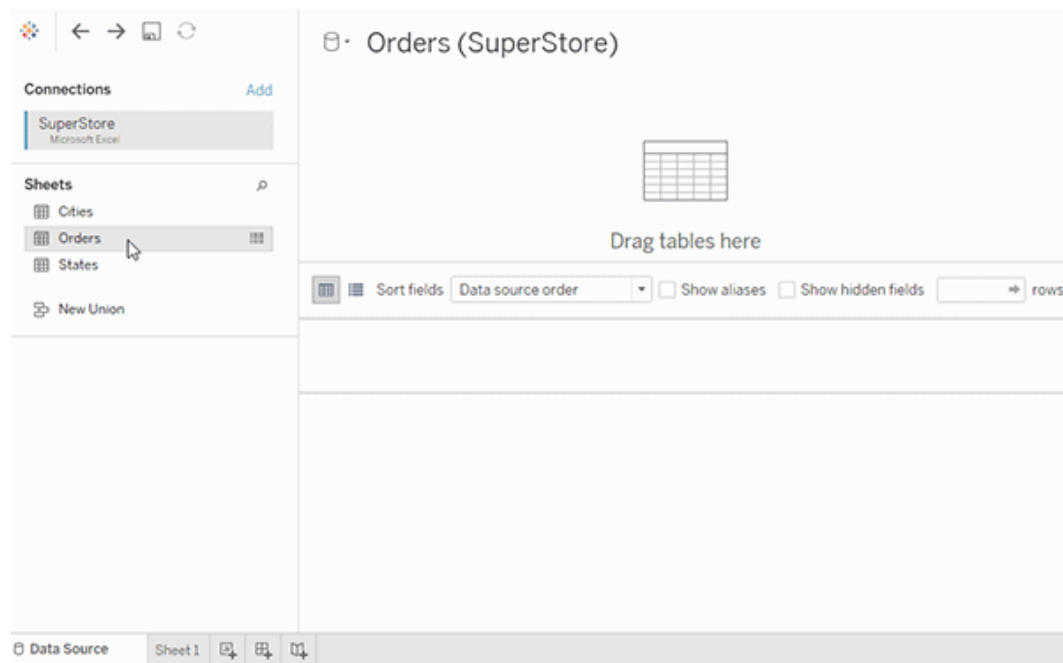 Orders (SuperStore)
Connections
Add
SuperStore
Microsoft Excel
Sheets
Cities
Orders
States
New Union
Drag tables here
Sort fields Data source order Show aliases Show hidden fields rows
Data Source Sheet 1